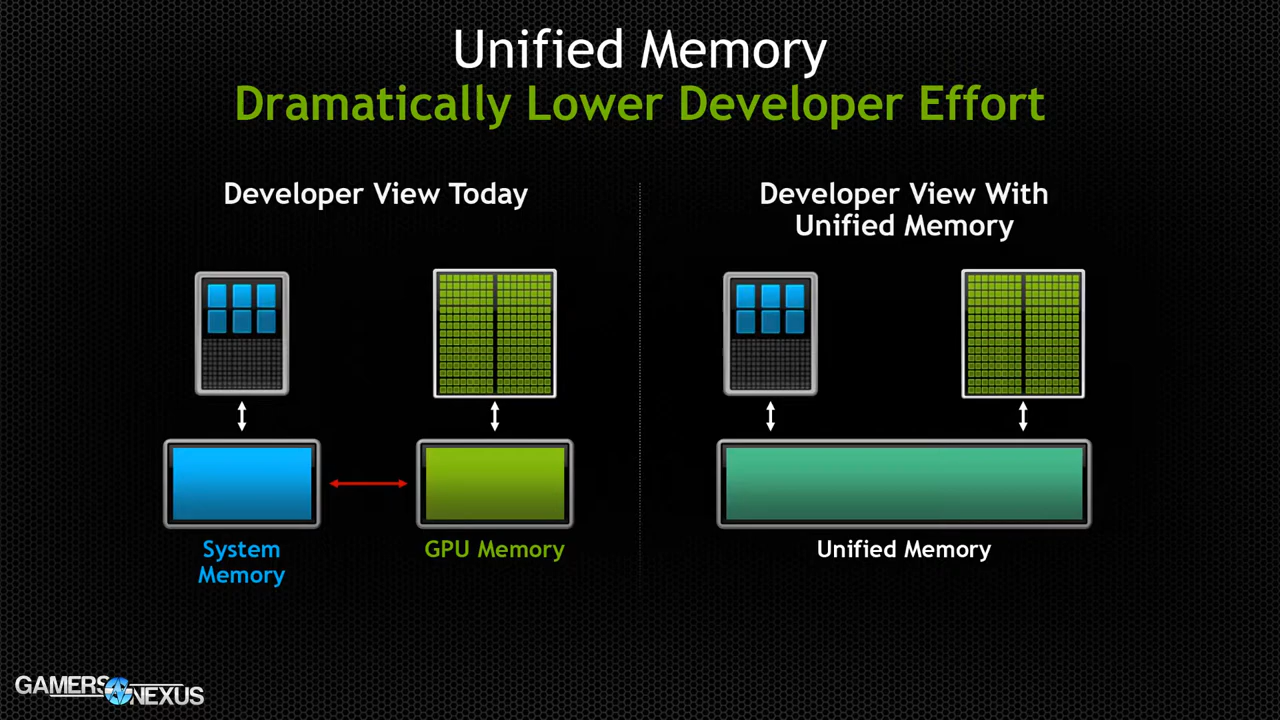 Unified Memory
Dramatically Lower Developer Effort
Developer View Today
Developer View With
Unified Memory
System
Memory
GPU Memory
Unified Memory
GAMERS NEXUS